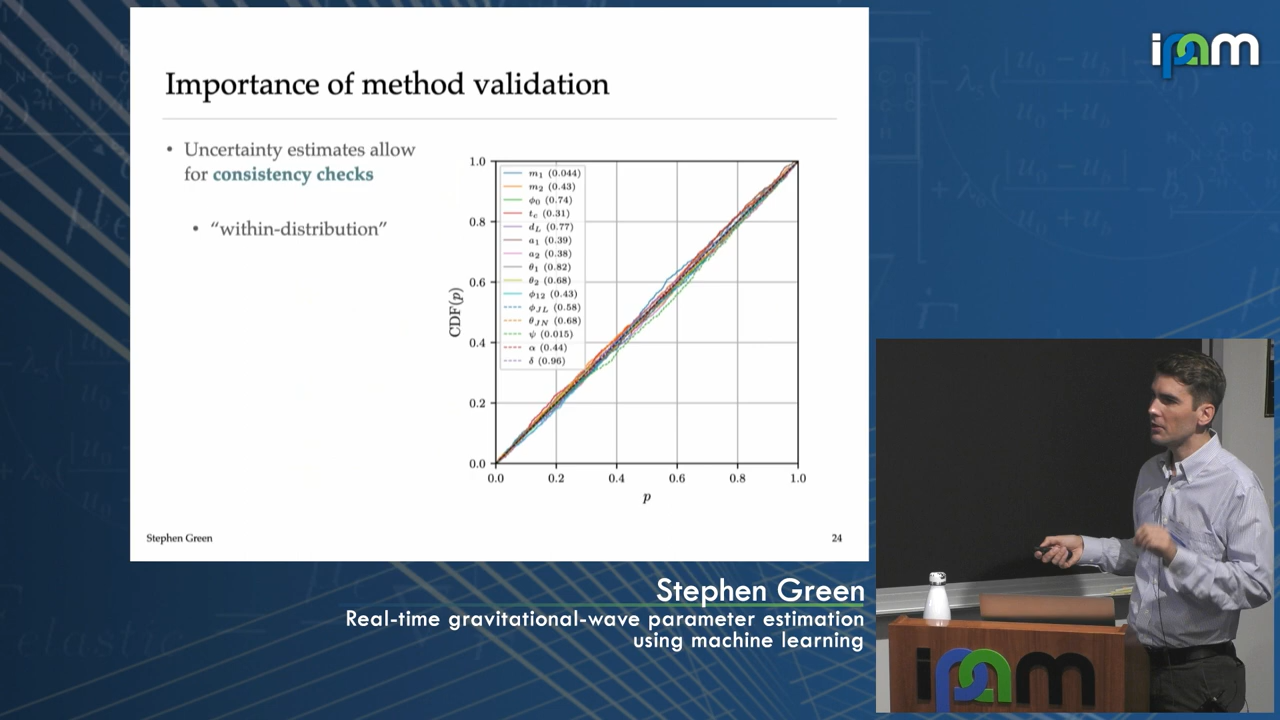 ipam
Importance of method validation
• Uncertainty estimates allow
for consistency checks
• “within-distribution”
CDF(p)
1.0
0.8
0.6
0.4
0.2
0.0
m₁ (0.044)
m₂ (0.43)
ϕ₀ (0.74)
t_c (0.31)
d_L (0.77)
a₁ (0.39)
a₂ (0.38)
θ₁ (0.82)
θ₂ (0.68)
ϕ₁₂ (0.43)
ϕ_JL (0.58)
θ_JN (0.68)
ψ (0.015)
α (0.44)
δ (0.96)
0.0 0.2 0.4 0.6 0.8 1.0
p
Stephen Green
24
Stephen Green
Real-time gravitational-wave parameter estimation
using machine learning
ipam